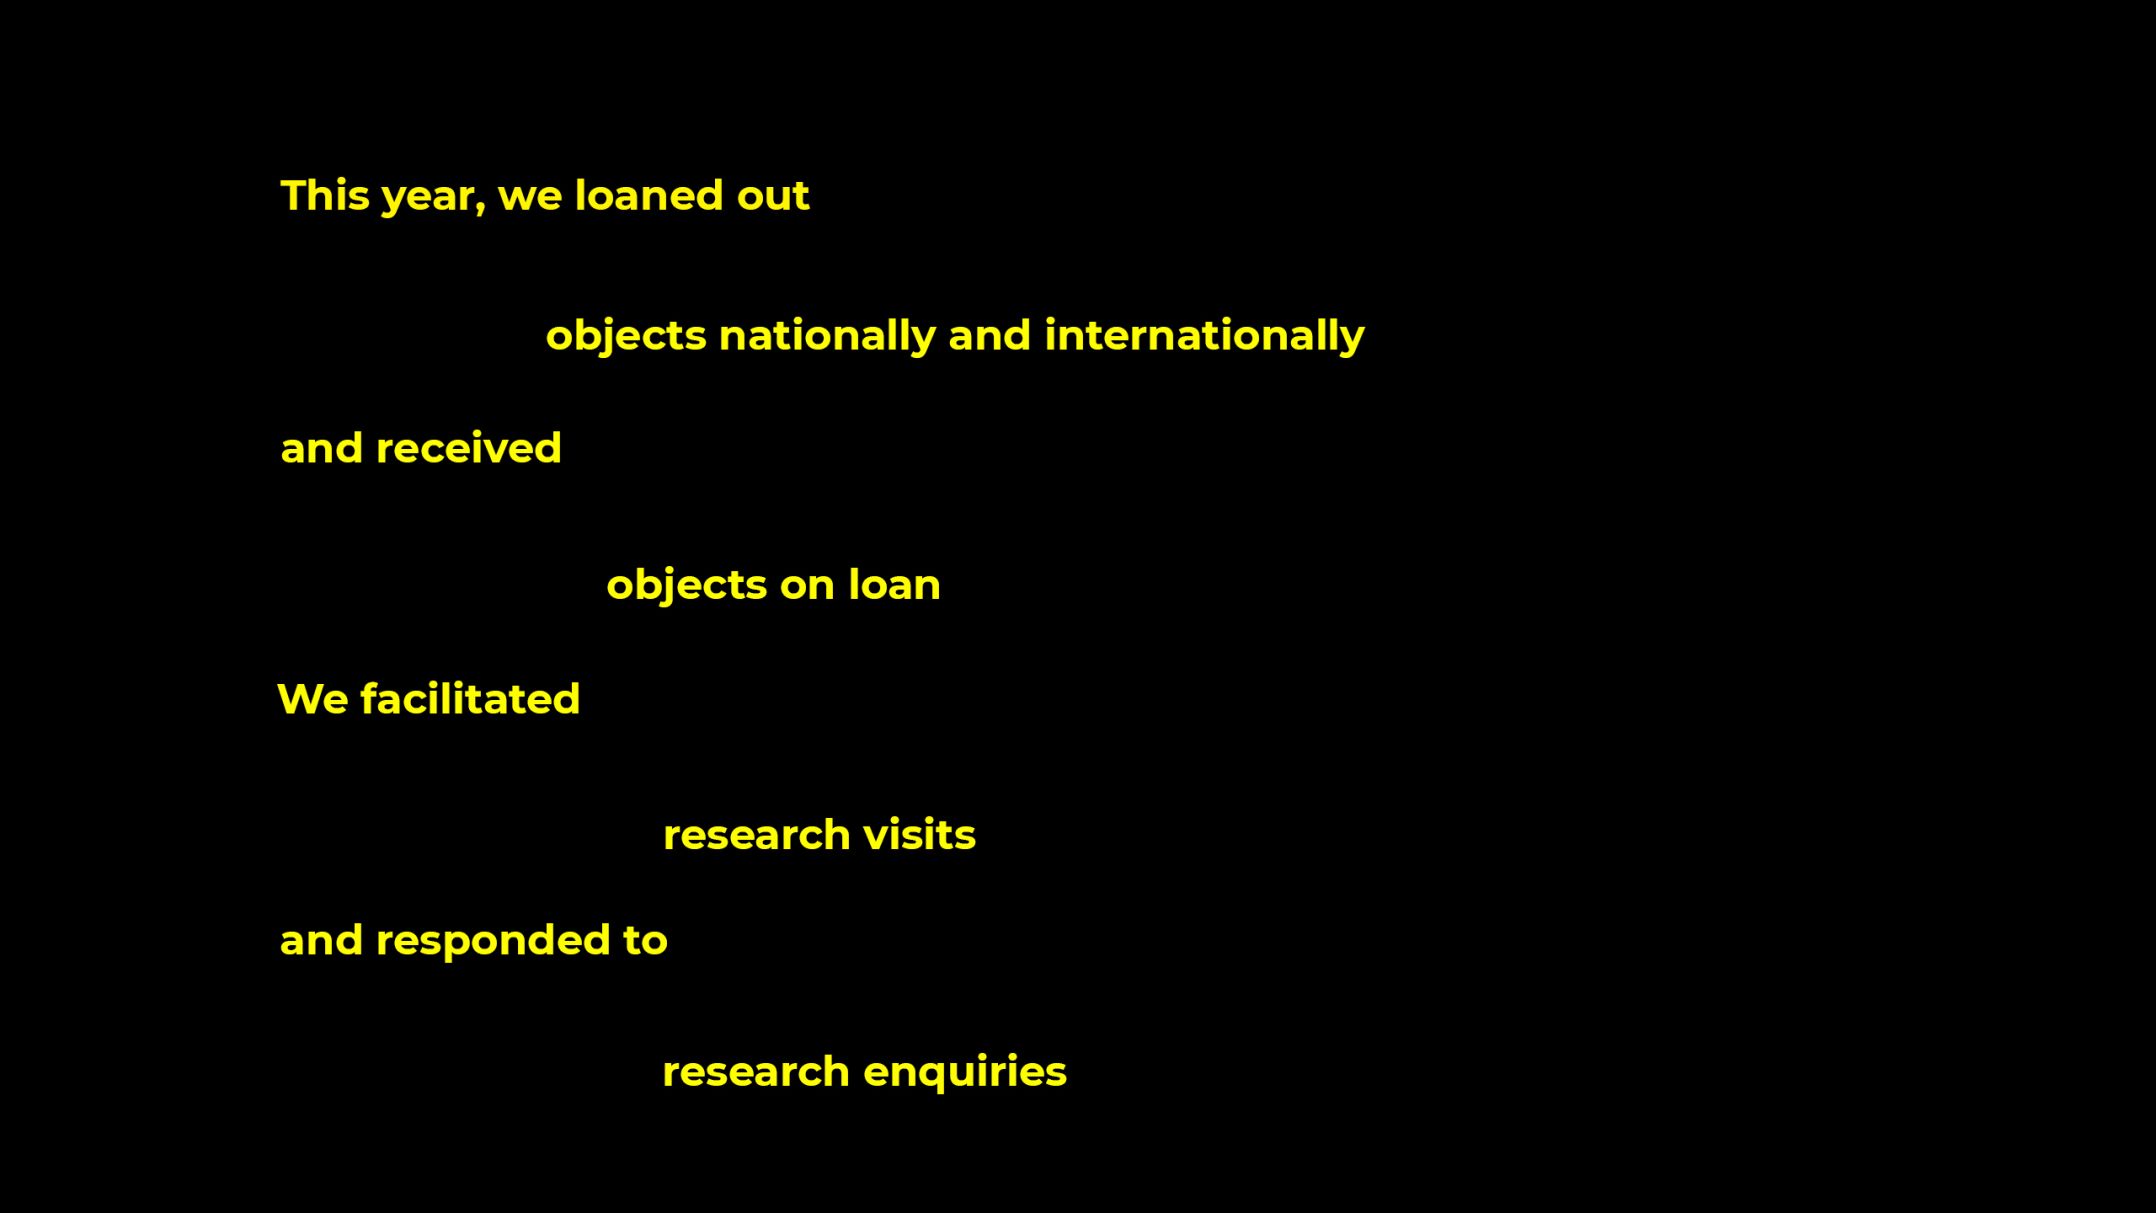 This year, we loaned out
objects nationally and internationally
and received
objects on loan
We facilitated
research visits
and responded to
research enquiries